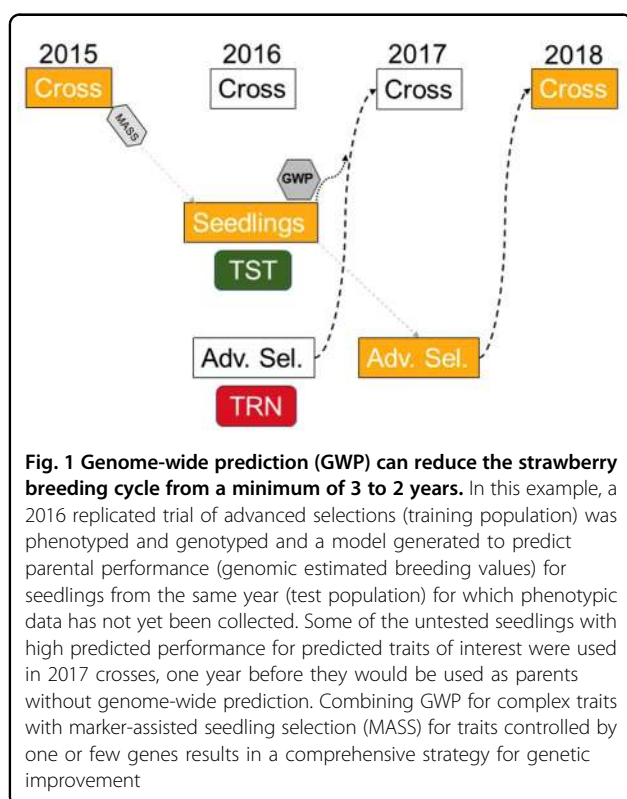 2015 2016 2017 2018
Cross Cross Cross Cross
MASS
GWP
Seedlings
TST
Adv. Sel. Adv. Sel.
TRN
Fig. 1 Genome-wide prediction (GWP) can reduce the strawberry
breeding cycle from a minimum of 3 to 2 years. In this example, a
2016 replicated trial of advanced selections (training population) was
phenotyped and genotyped and a model generated to predict
parental performance (genomic estimated breeding values) for
seedlings from the same year (test population) for which phenotypic
data has not yet been collected. Some of the untested seedlings with
high predicted performance for predicted traits of interest were used
in 2017 crosses, one year before they would be used as parents
without genome-wide prediction. Combining GWP for complex traits
with marker-assisted seedling selection (MASS) for traits controlled by
one or few genes results in a comprehensive strategy for genetic
improvement